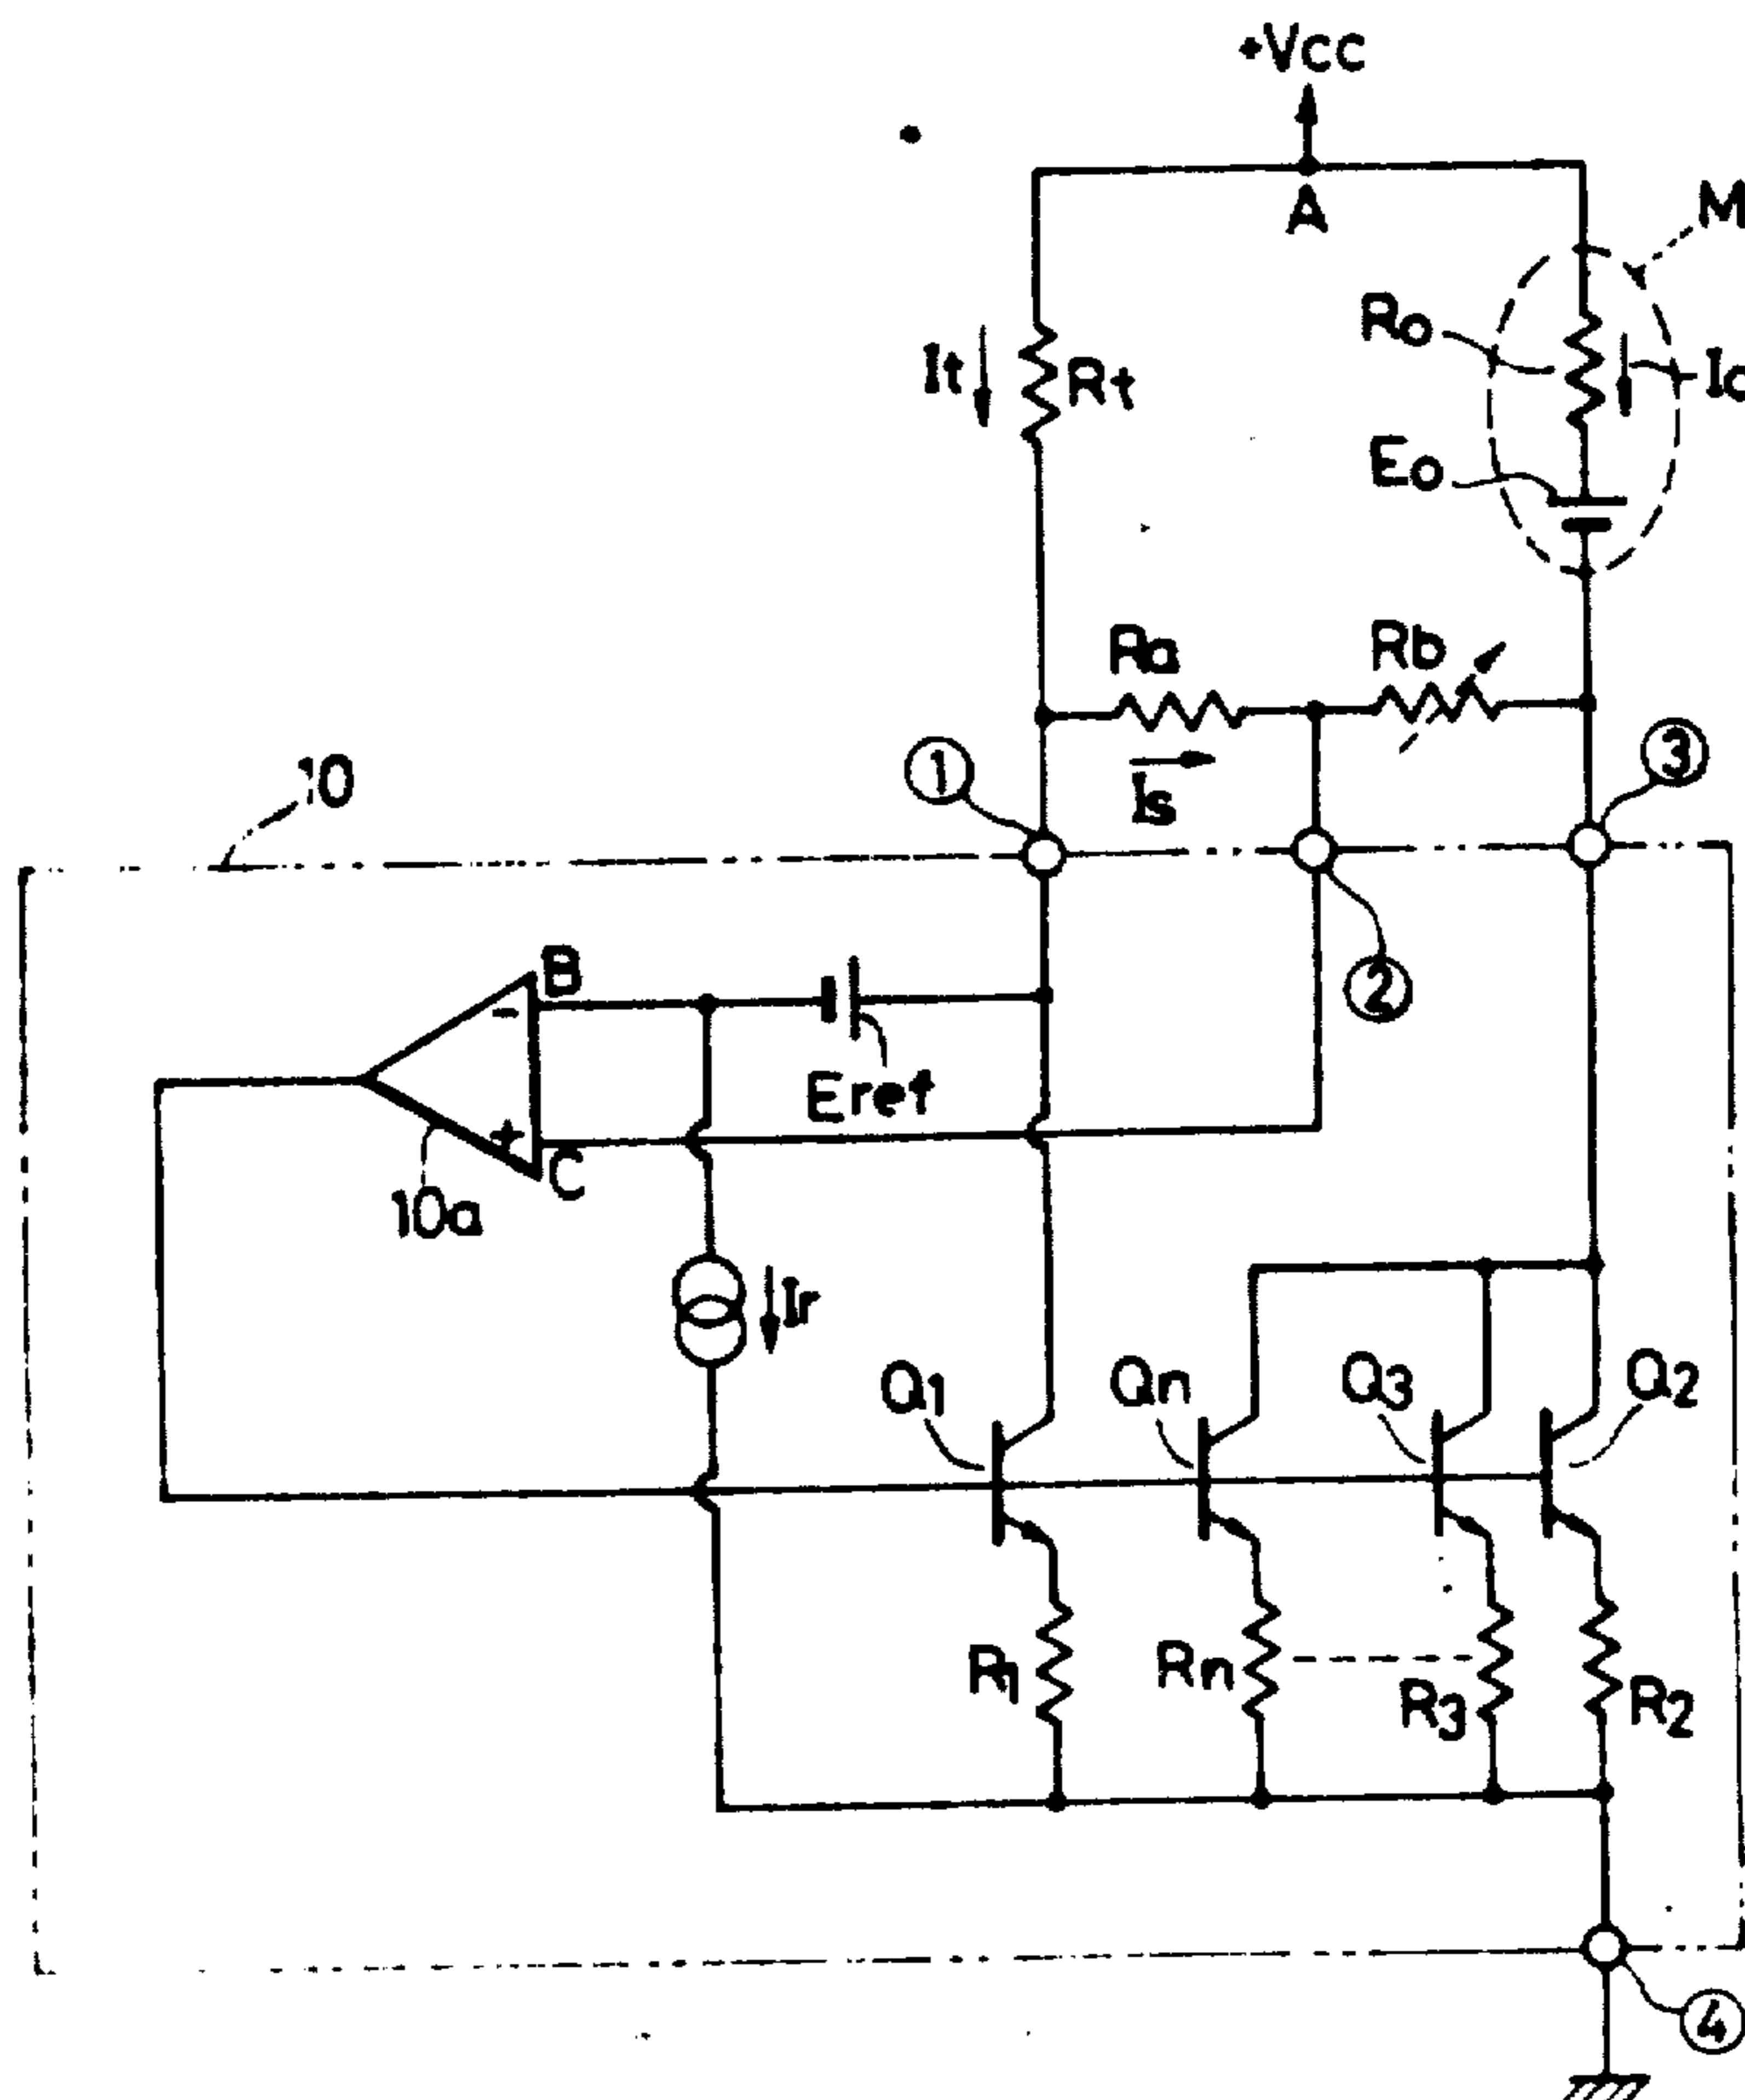 +Vcc
A
M
Ro
It
Rt
Eo
Ra
Rb
Is
①
③
10
②
B
-
Eref
+
C
10a
Ir
Q1
Qn
Q3
Q2
R1
Rn
R3
R2
④